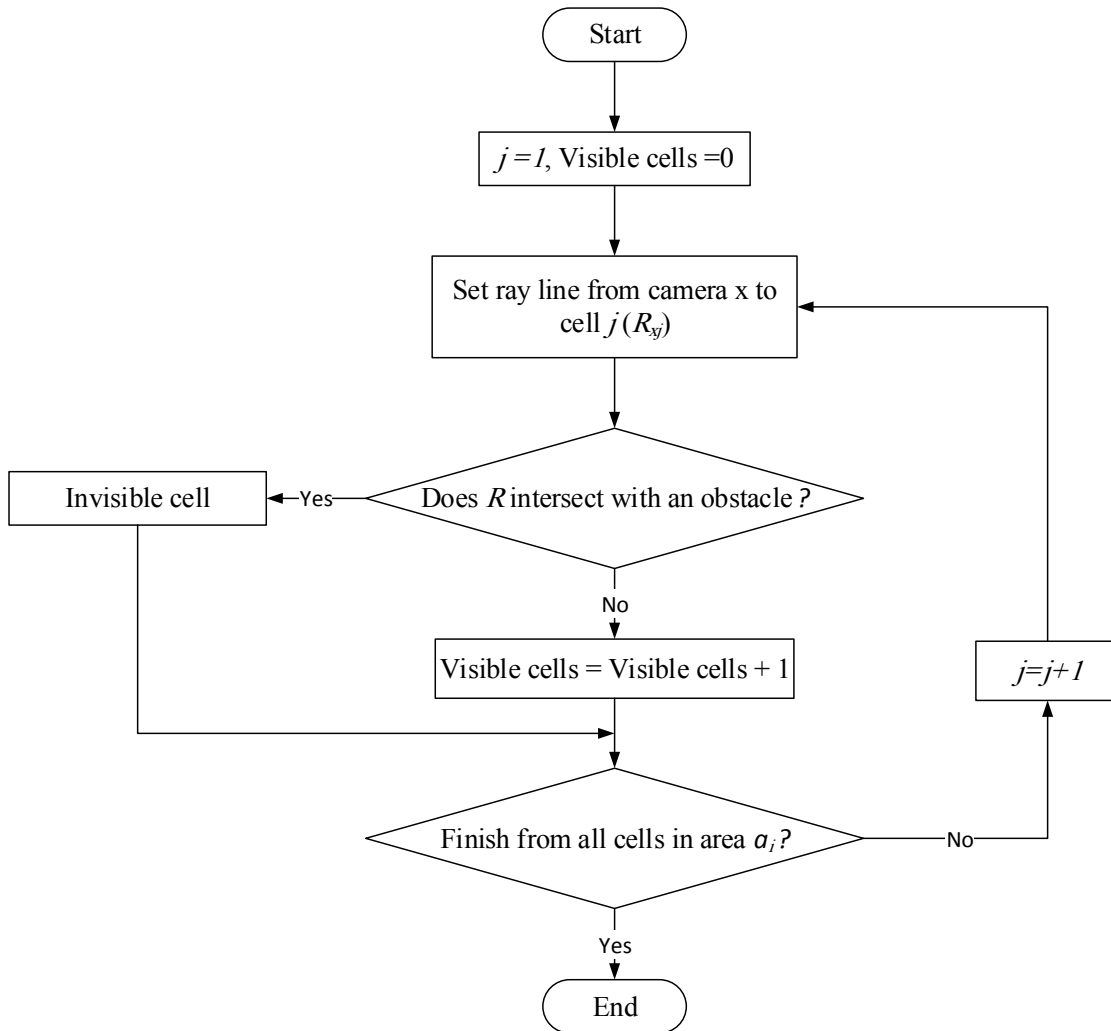 Start
j=1, Visible cells =0
Set ray line from camera x to
cell j (Rxj)
Does R intersect with an obstacle ?
Yes
Invisible cell
No
Visible cells = Visible cells + 1
j=j+1
Finish from all cells in area ai?
No
Yes
End